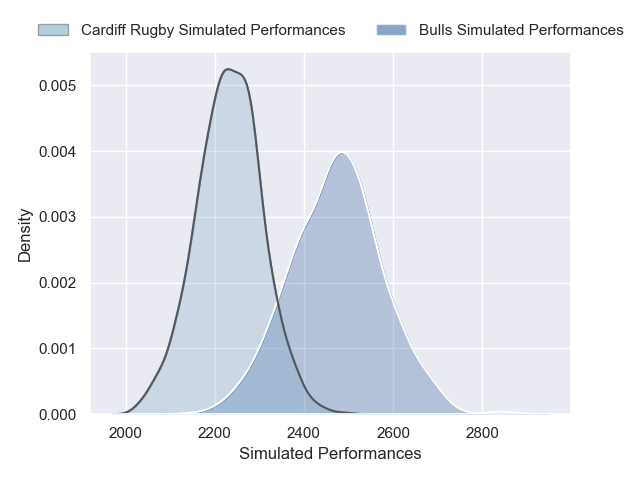 Cardiff Rugby Simulated Performances Bulls Simulated Performances
0.005
0.004
0.003
0.002
0.001
0.000
Density
2000 2200 2400 2600 2800
Simulated Performances